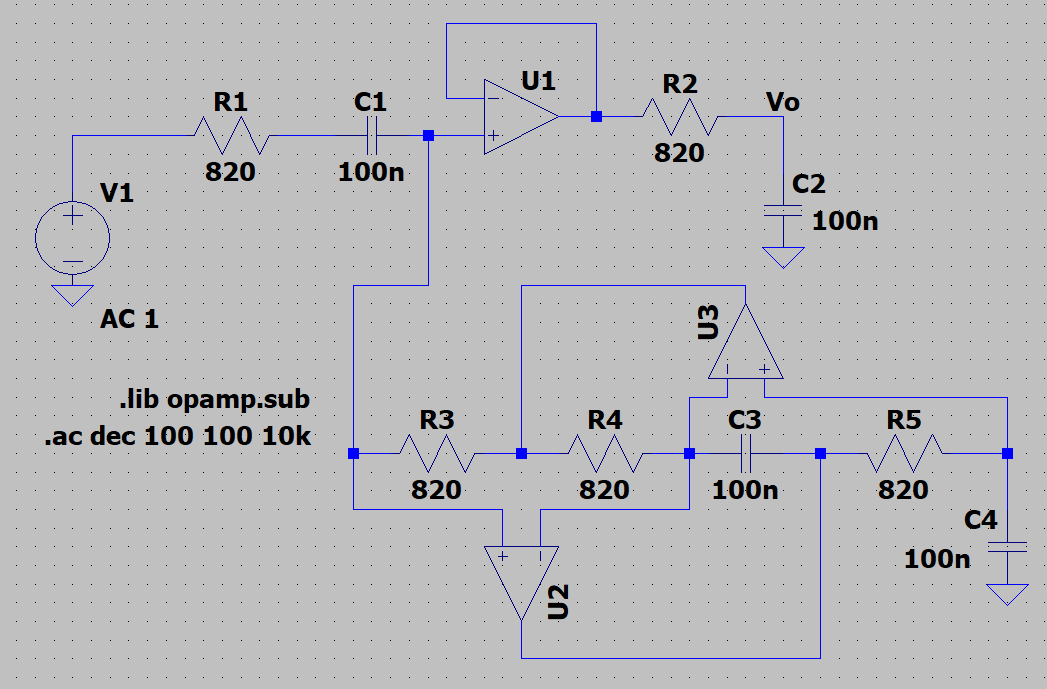 U1
R2
Vo
R1
C1
820
820
100n
V1
C2
100n
AC 1
U3
.lib opamp.sub
.ac dec 100 100 10k
R3
R4
C3
R5
820
820
100n
820
C4
100n
U2